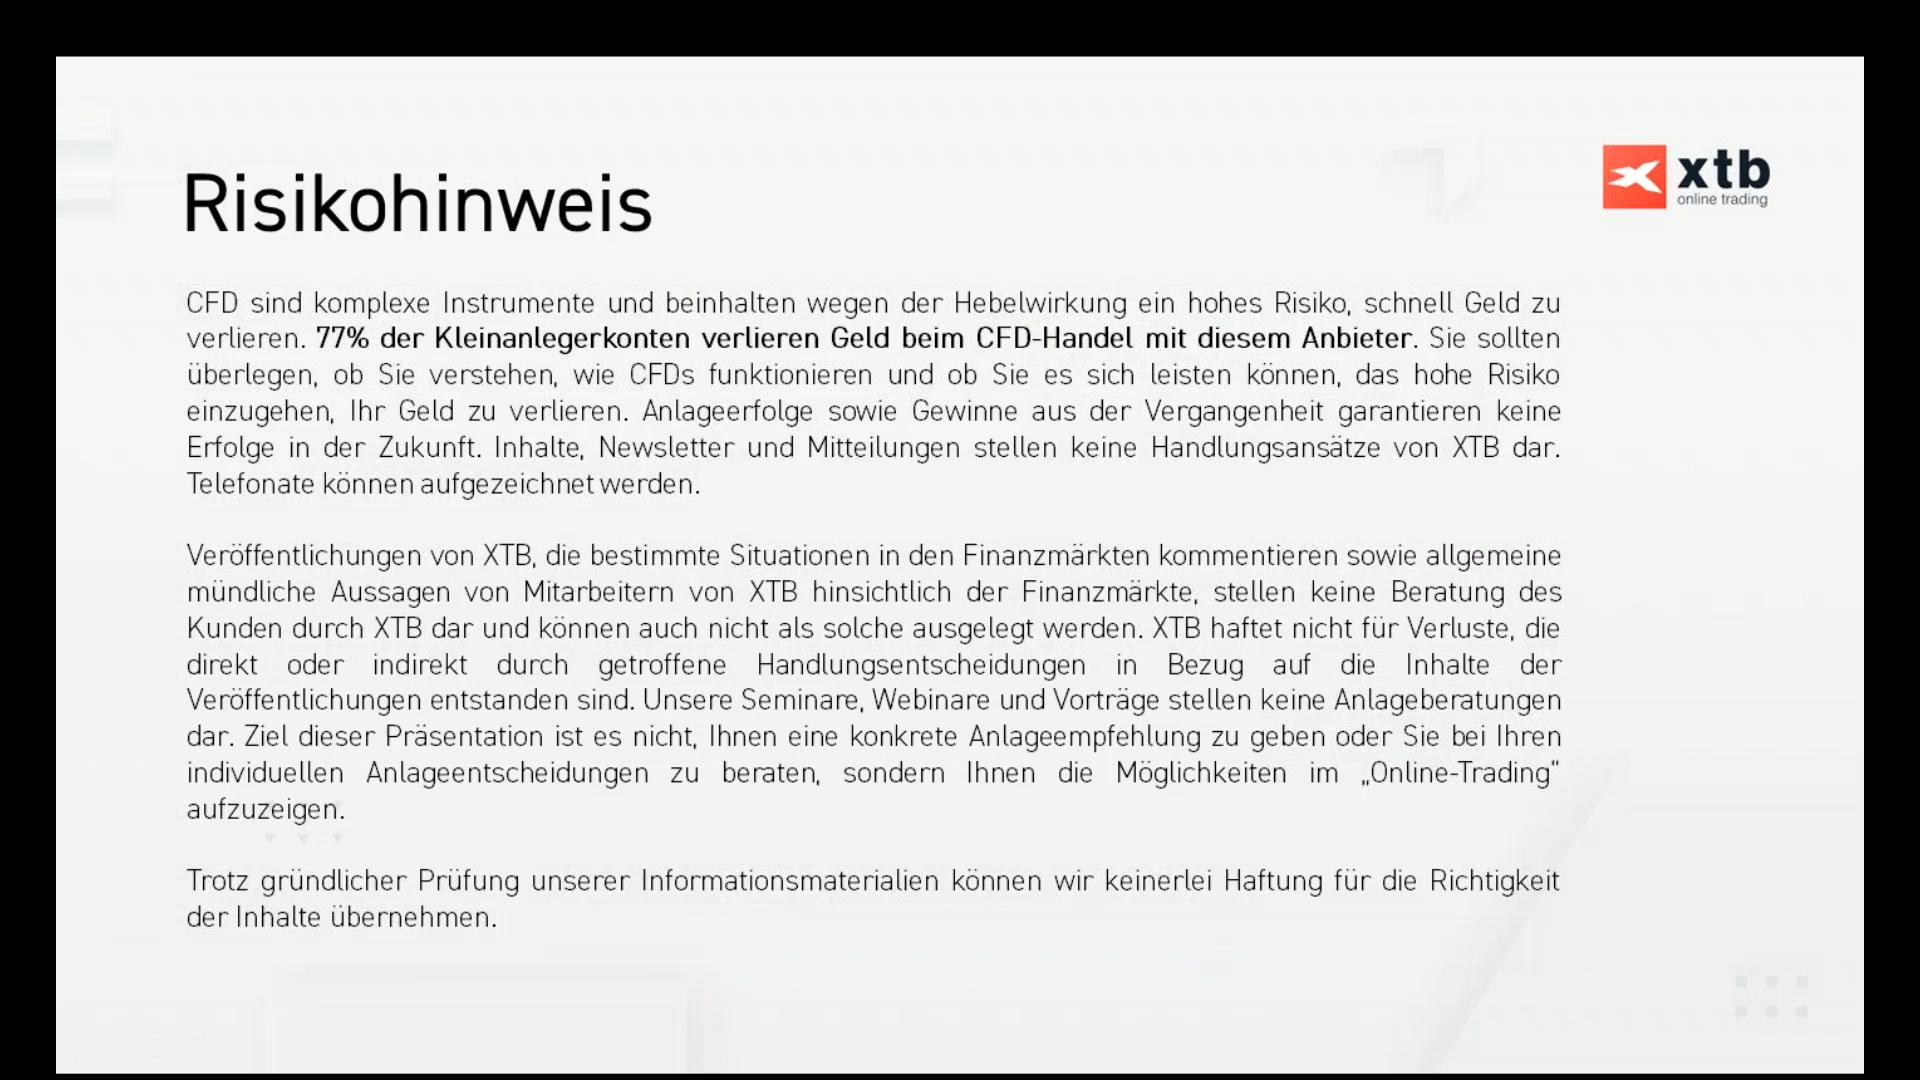 Risikohinweis
xtb
online trading
CFD sind komplexe Instrumente und beinhalten wegen der Hebelwirkung ein hohes Risiko, schnell Geld zu
verlieren. 77% der Kleinanlegerkonten verlieren Geld beim CFD-Handel mit diesem Anbieter. Sie sollten
überlegen, ob Sie verstehen, wie CFDs funktionieren und ob Sie es sich leisten können, das hohe Risiko
einzugehen, Ihr Geld zu verlieren. Anlageerfolge sowie Gewinne aus der Vergangenheit garantieren keine
Erfolge in der Zukunft. Inhalte, Newsletter und Mitteilungen stellen keine Handlungsansätze von XTB dar.
Telefonate können aufgezeichnet werden.
Veröffentlichungen von XTB, die bestimmte Situationen in den Finanzmärkten kommentieren sowie allgemeine
mündliche Aussagen von Mitarbeitern von XTB hinsichtlich der Finanzmärkte, stellen keine Beratung des
Kunden durch XTB dar und können auch nicht als solche ausgelegt werden. XTB haftet nicht für Verluste, die
direkt oder indirekt durch getroffene Handlungsentscheidungen in Bezug auf die Inhalte der
Veröffentlichungen entstanden sind. Unsere Seminare, Webinare und Vorträge stellen keine Anlageberatungen
dar. Ziel dieser Präsentation ist es nicht, Ihnen eine konkrete Anlageempfehlung zu geben oder Sie bei Ihren
individuellen Anlageentscheidungen zu beraten, sondern Ihnen die Möglichkeiten im „Online-Trading“
aufzuzeigen.
Trotz gründlicher Prüfung unserer Informationsmaterialien können wir keinerlei Haftung für die Richtigkeit
der Inhalte übernehmen.